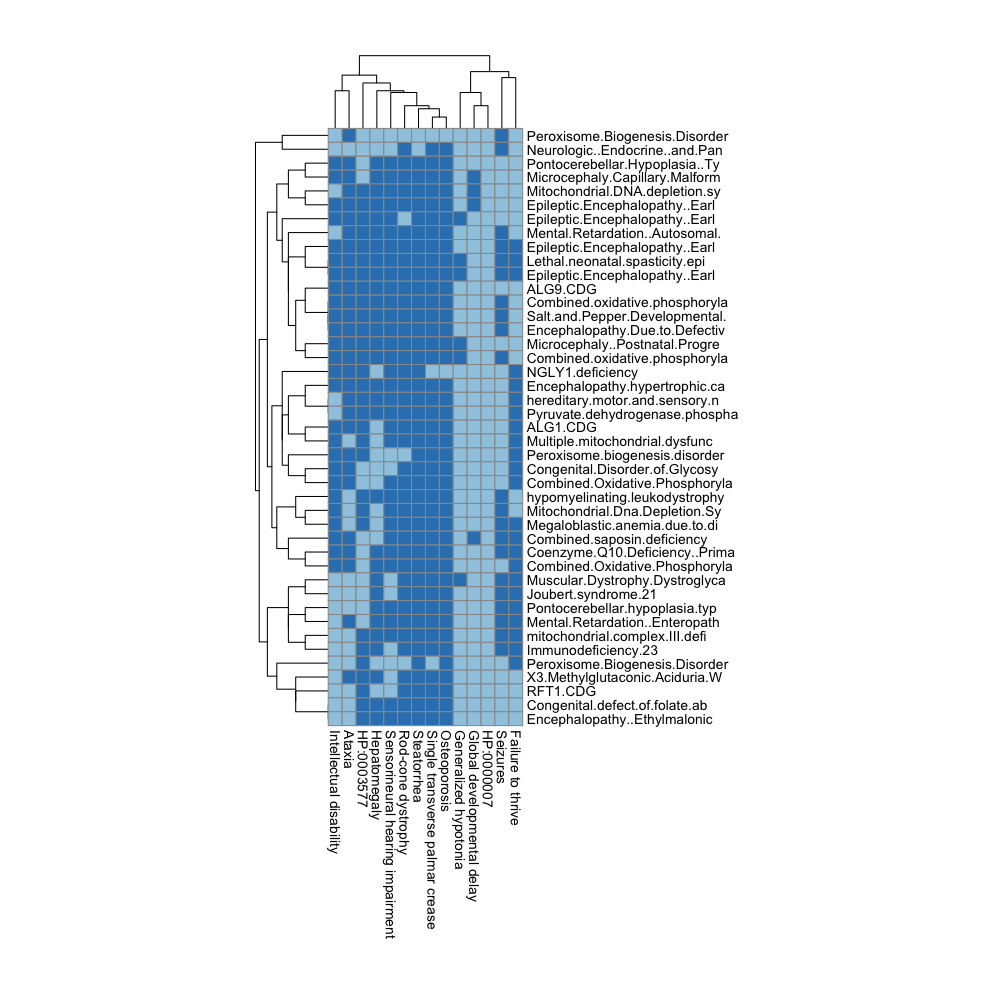 Peroxisome.Biogenesis.Disorder
Neurologic..Endocrine..and.Pan
Pontocerebellar.Hypoplasia..Ty
Microcephaly.Capillary.Malform
Mitochondrial.DNA.depletion.sy
Epileptic.Encephalopathy..Earl
Epileptic.Encephalopathy..Earl
Mental.Retardation..Autosomal.
Epileptic.Encephalopathy..Earl
Lethal.neonatal.spasticity.epi
Epileptic.Encephalopathy..Earl
ALG9.CDG
Combined.oxidative.phosphoryla
Salt.and.Pepper.Developmental.
Encephalopathy.Due.to.Defectiv
Microcephaly..Postnatal.Progre
Combined.oxidative.phosphoryla
NGLY1.deficiency
Encephalopathy.hypertrophic.ca
hereditary.motor.and.sensory.n
Pyruvate.dehydrogenase.phospha
ALG1.CDG
Multiple.mitochondrial.dysfunc
Peroxisome.biogenesis.disorder
Congenital.Disorder.of.Glycosy
Combined.Oxidative.Phosphoryla
hypomyelinating.leukodystrophy
Mitochondrial.Dna.Depletion.Sy
Megaloblastic.anemia.due.to.di
Combined.saposin.deficiency
Coenzyme.Q10.Deficiency..Prima
Combined.Oxidative.Phosphoryla
Muscular.Dystrophy.Dystroglyca
Joubert.syndrome.21
Pontocerebellar.hypoplasia.typ
Mental.Retardation..Enteropath
mitochondrial.complex.III.defi
Immunodeficiency.23
Peroxisome.Biogenesis.Disorder
X3.Methylglutaconic.Aciduria.W
RFT1.CDG
Congenital.defect.of.folate.ab
Encephalopathy..Ethylmalonic
Intellectual disability
Ataxia
HP:0003577
Hepatomegaly
Sensorineural hearing impairment
Rod-cone dystrophy
Steatorrhea
Single transverse palmar crease
Osteoporosis
Generalized hypotonia
Global developmental delay
HP:0000007
Seizures
Failure to thrive